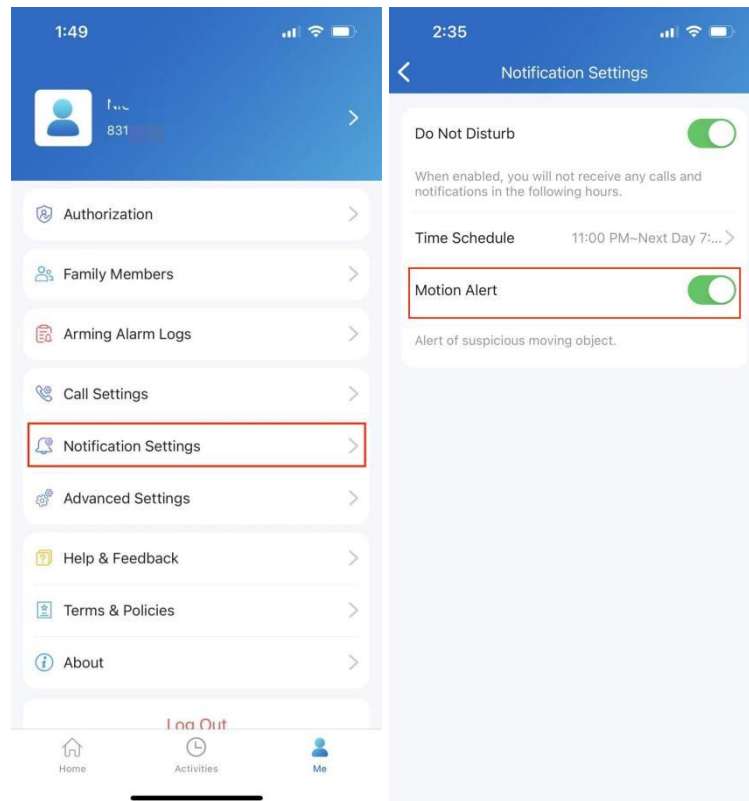 1:49
831
Authorization
Family Members
Arming Alarm Logs
Call Settings
Notification Settings
Advanced Settings
Help & Feedback
Terms & Policies
About
Log Out
Home
Activities
Me
2:35
Notification Settings
Do Not Disturb
When enabled, you will not receive any calls and
notifications in the following hours.
Time Schedule
11:00 PM~Next Day 7:...
Motion Alert
Alert of suspicious moving object.